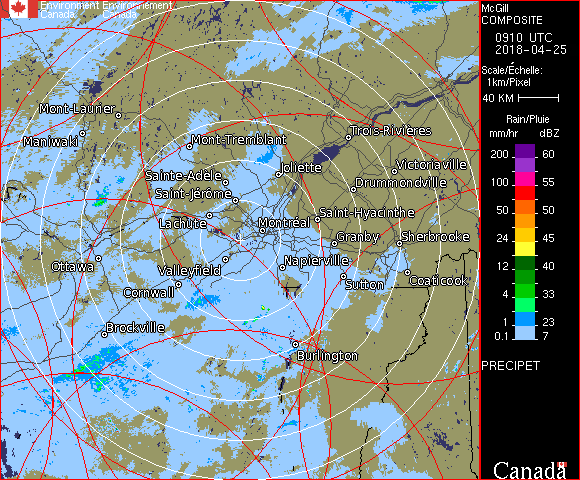 Environment Environnement
Canada Canada
Mont-Laurier
Maniwaki
Mont-Tremblant
Trois-Rivières
Joliette
Victoriaville
Sainte-Adèle
Drummondville
Saint-Jérôme
Lachute
Saint-Hyacinthe
Montréal
Granby
Sherbrooke
Ottawa
Valleyfield
Napierville
Coaticook
Cornwall
Sutton
Brockville
Burlington
McGill
COMPOSITE
0910 UTC
2018-04-25
Scale/Échelle:
1km/Pixel
40 KM
Rain/Pluie
mm/hr dBZ
200 60
100 55
50 50
24 45
12 40
4 33
1 23
0.1 7
PRECIPET
Canada